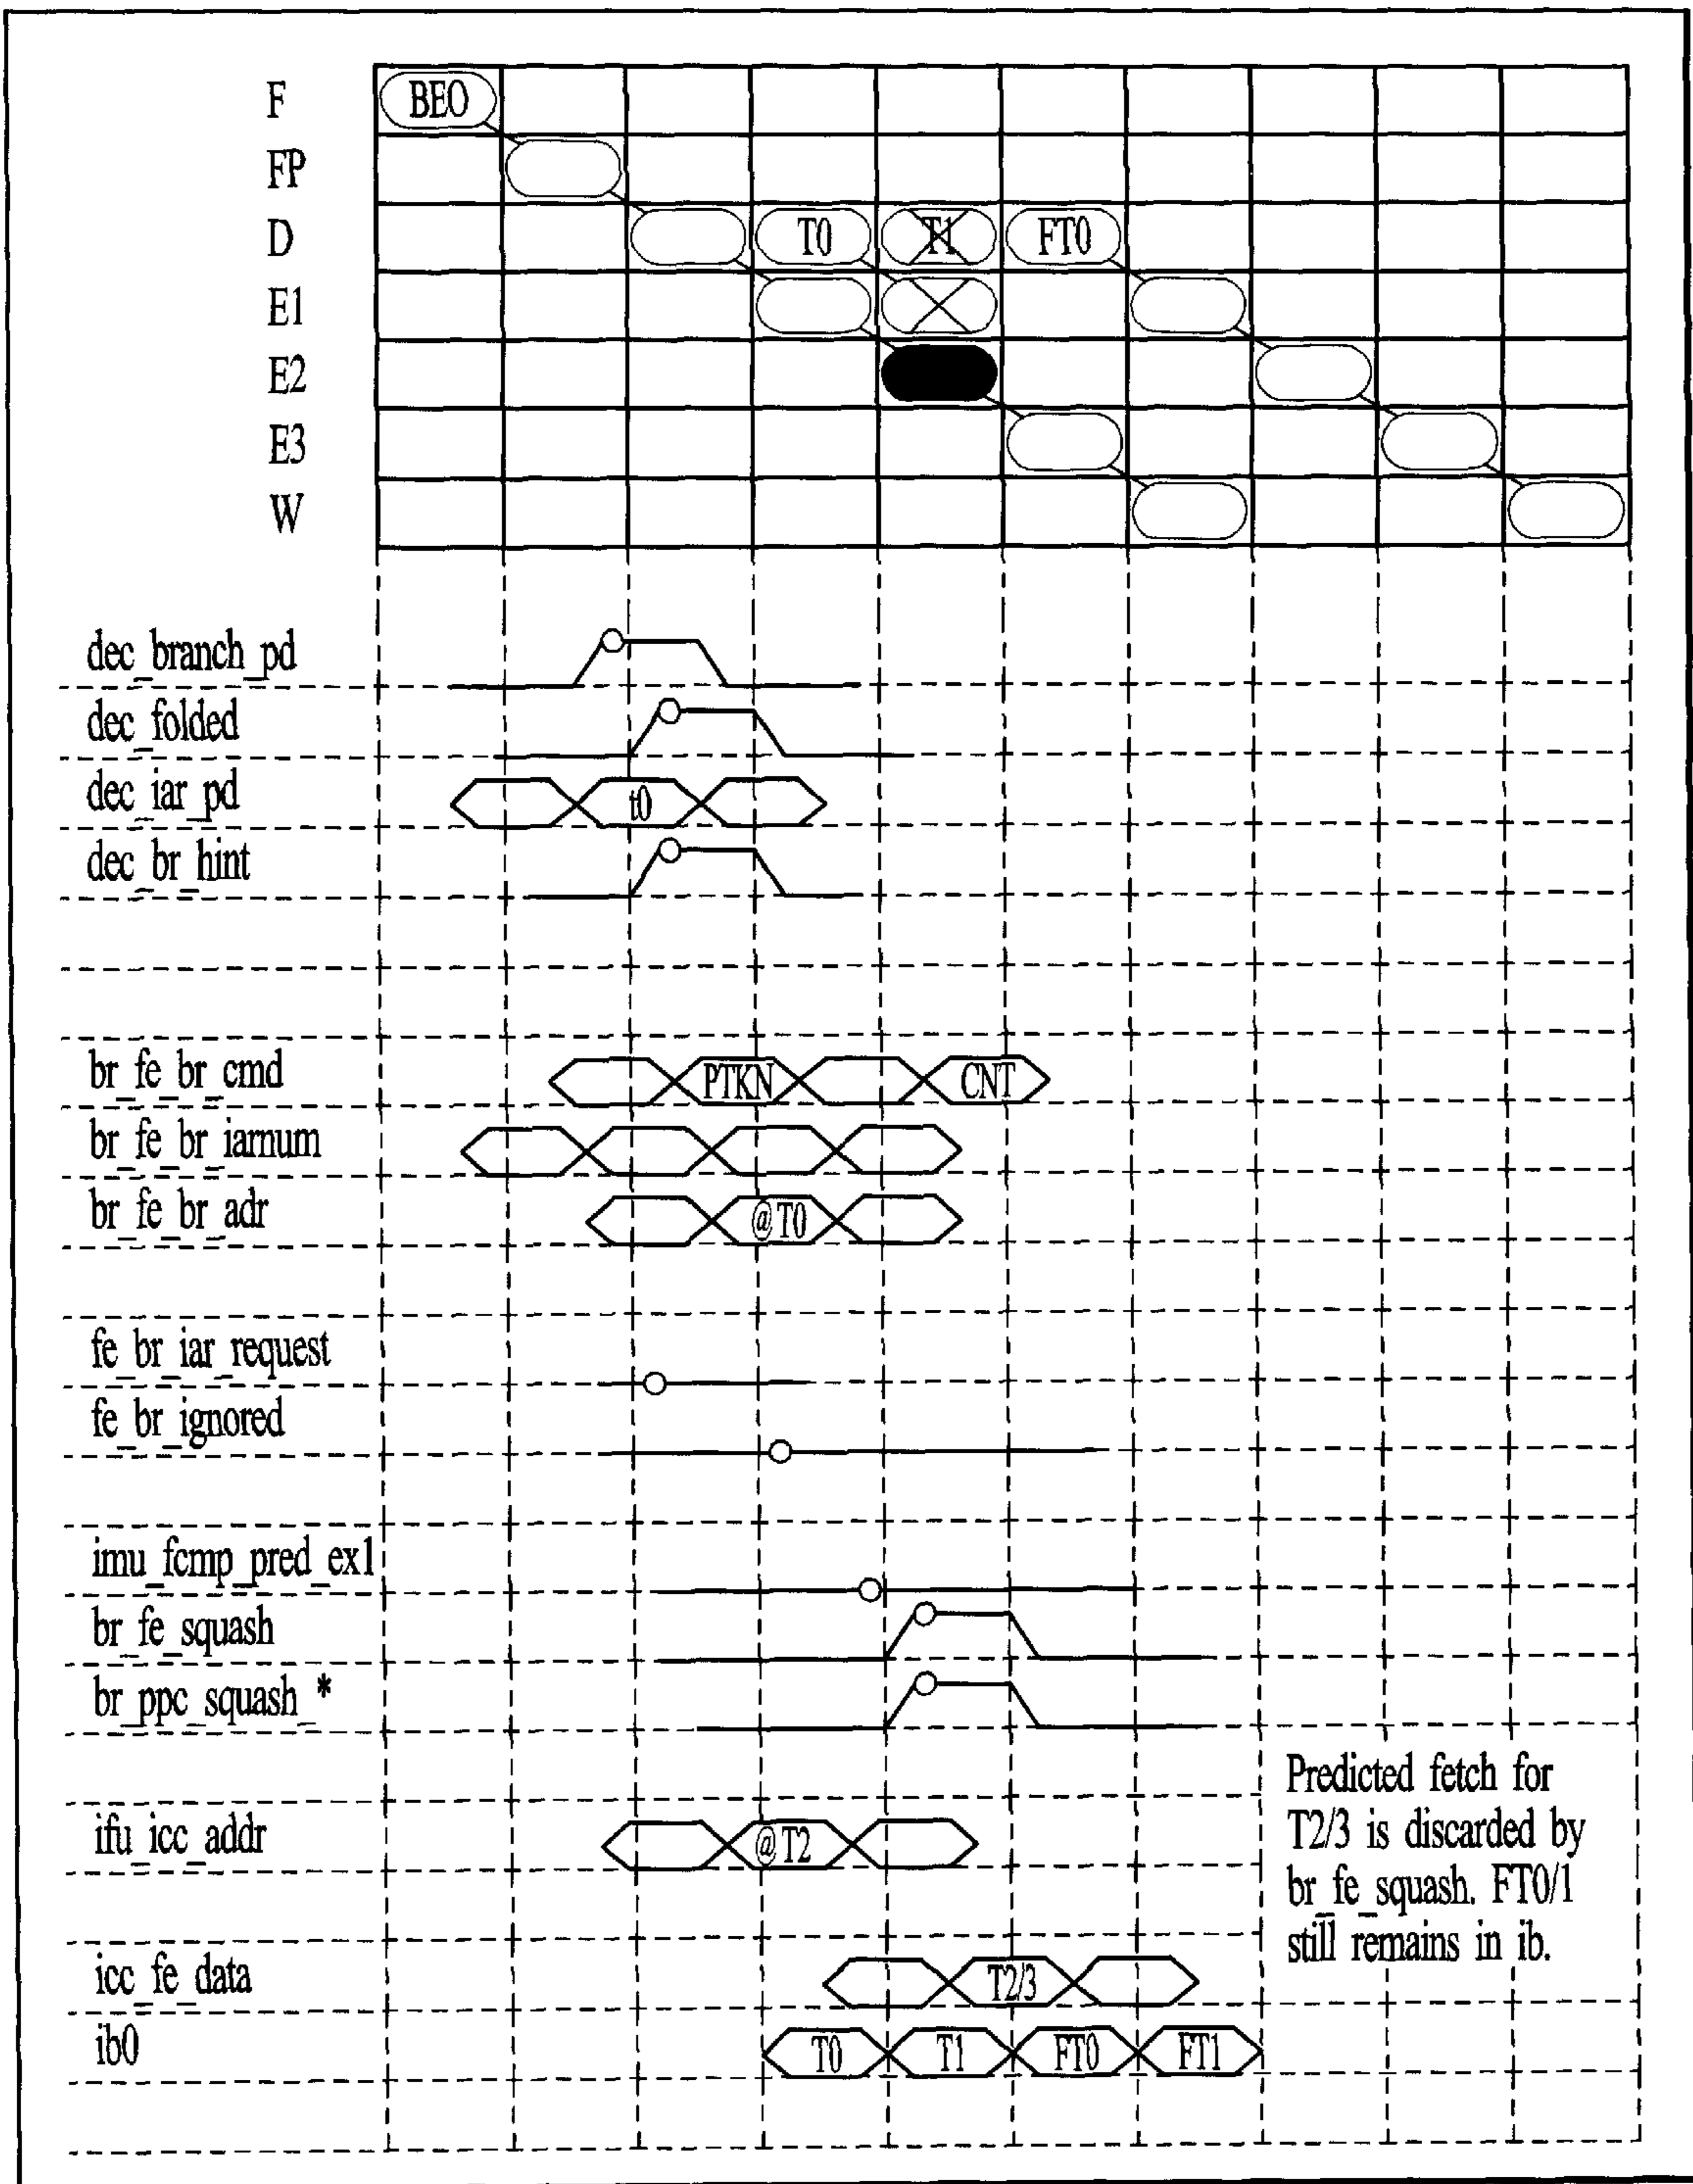 F BEO
FP
D T0 T1 FT0
E1
E2
E3
W
dec_branch_pd
dec_folded
dec_iar_pd t0
dec_br_hint
br_fe_br_cmd PTKN CNT
br_fe_br_iarnum
br_fe_br_adr @T0
fe_br_iar_request
fe_br_ignored
imu_fcmp_pred_ex1
br_fe_squash
br_ppc_squash_*
ifu_icc_addr @T2
Predicted fetch for
T2/3 is discarded by
br_fe_squash. FT0/1
still remains in ib.
icc_fe_data T2/3
ib0 T0 T1 FT0 FT1